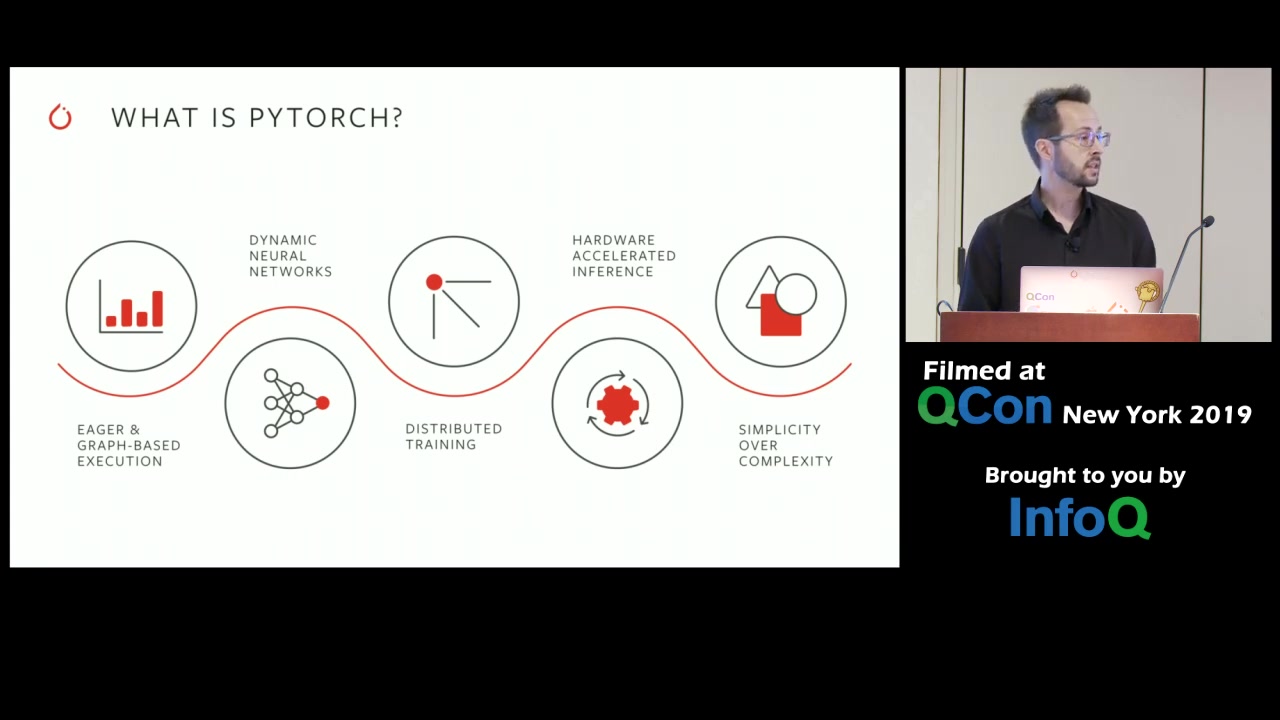 WHAT IS PYTORCH?
DYNAMIC
NEURAL
NETWORKS
HARDWARE
ACCELERATED
INFERENCE
EAGER &
GRAPH-BASED
EXECUTION
DISTRIBUTED
TRAINING
SIMPLICITY
OVER
COMPLEXITY
QCon
Filmed at
QCon New York 2019
Brought to you by
InfoQ